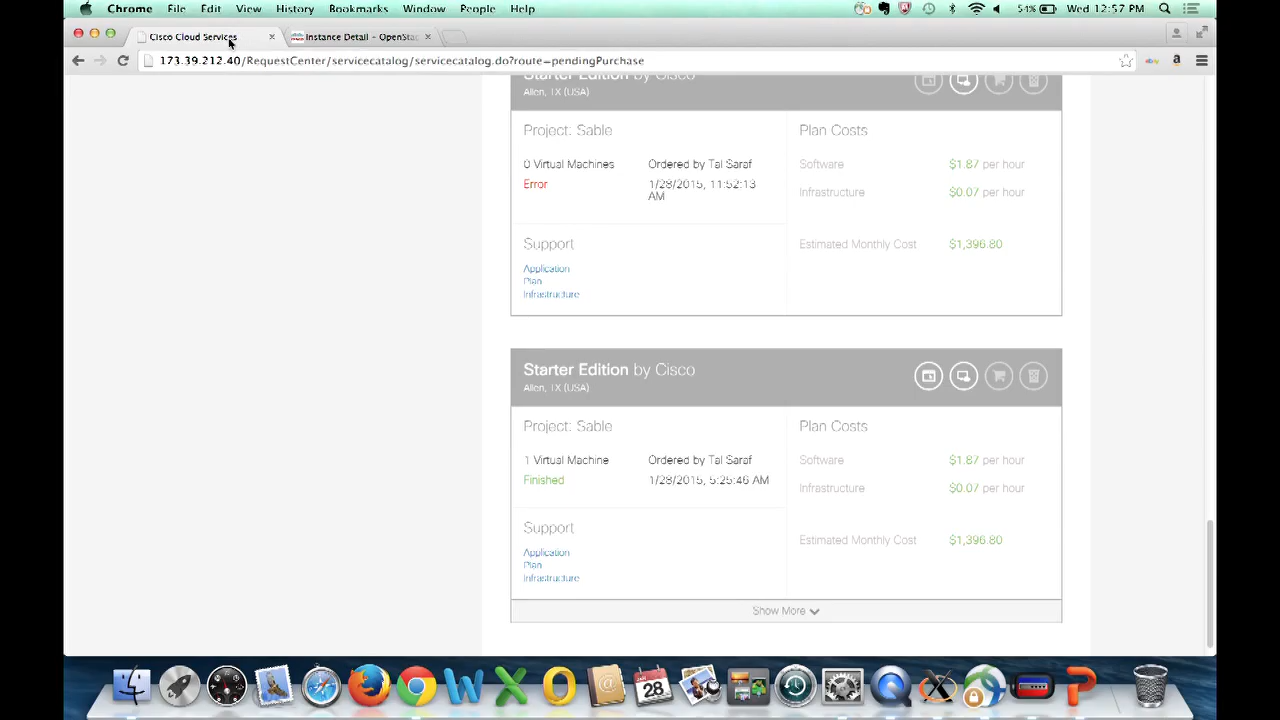 Chrome File Edit View History Bookmarks Window People Help 54% Wed 12:57 PM
Cisco Cloud Services Instance Detail - OpenStac
173.39.212.40/RequestCenter/servicecatalog/servicecatalog.do?route=pendingPurchase
Starter Edition by Cisco
Allen, TX (USA)
Project: Sable
Plan Costs
0 Virtual Machines
Ordered by Tal Saraf
Software
$1.87 per hour
Error
1/28/2015, 11:52:13
AM
Infrastructure
$0.07 per hour
Support
Estimated Monthly Cost
$1,396.80
Application
Plan
Infrastructure
Starter Edition by Cisco
Allen, TX (USA)
Project: Sable
Plan Costs
1 Virtual Machine
Ordered by Tal Saraf
Software
$1.87 per hour
Finished
1/28/2015, 5:25:46 AM
Infrastructure
$0.07 per hour
Support
Estimated Monthly Cost
$1,396.80
Application
Plan
Infrastructure
Show More
JAN
28